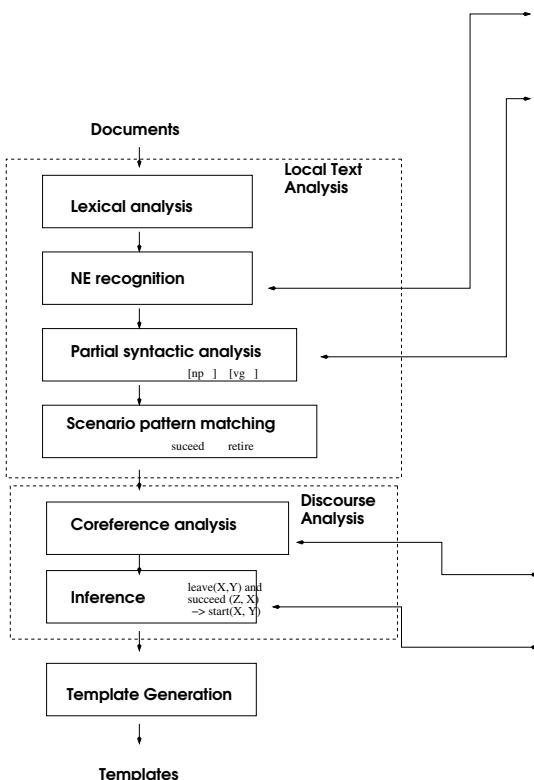 Documents
Local Text
Analysis
Lexical analysis
NE recognition
Partial syntactic analysis
[np ] [vg ]
Scenario pattern matching
suceed retire
Discourse
Analysis
Coreference analysis
Inference
leave(X,Y) and
succeed (Z, X)
–> start(X, Y)
Template Generation
Templates